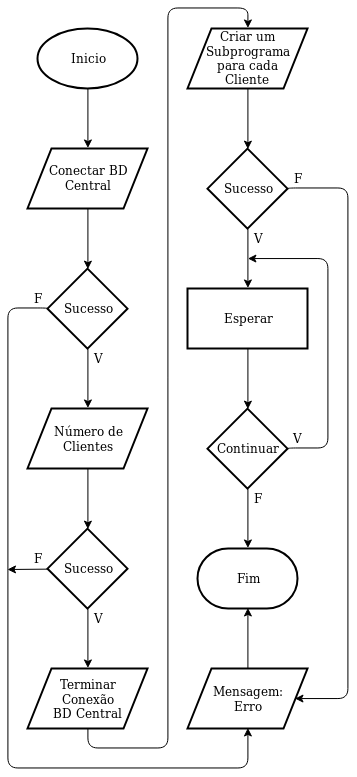 Inicio
Conectar BD
Central
Sucesso
F
V
Número de
Clientes
Sucesso
F
V
Terminar
Conexão
BD Central
Criar um
Subprograma
para cada
Cliente
Sucesso
F
V
Esperar
Continuar
V
F
Fim
Mensagem:
Erro